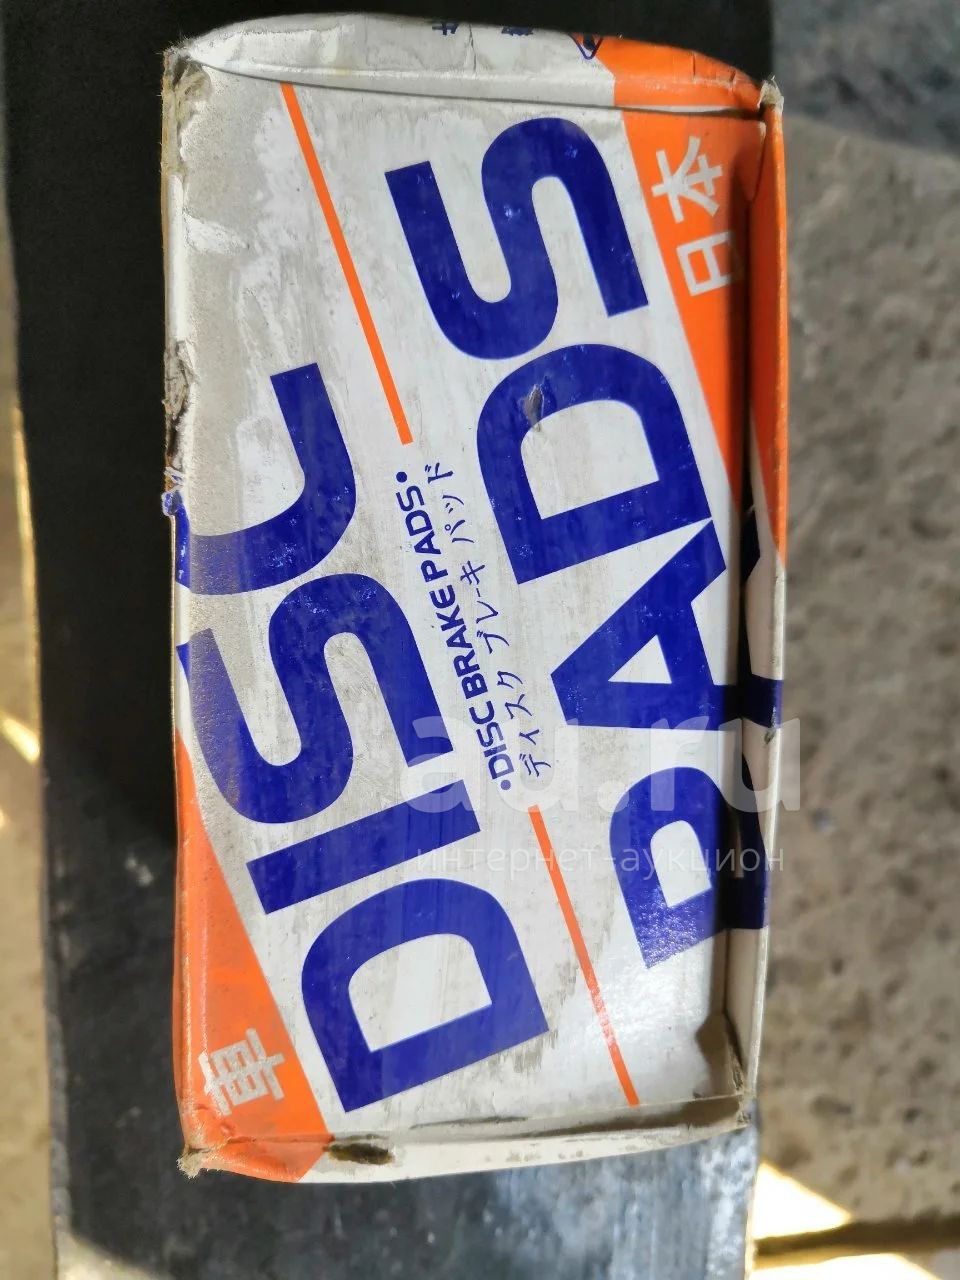 DISC
•DISC BRAKE PADS•
ディスク ブレーキ パッド
PADS
日本
車
au.ru
интернет-аукцион